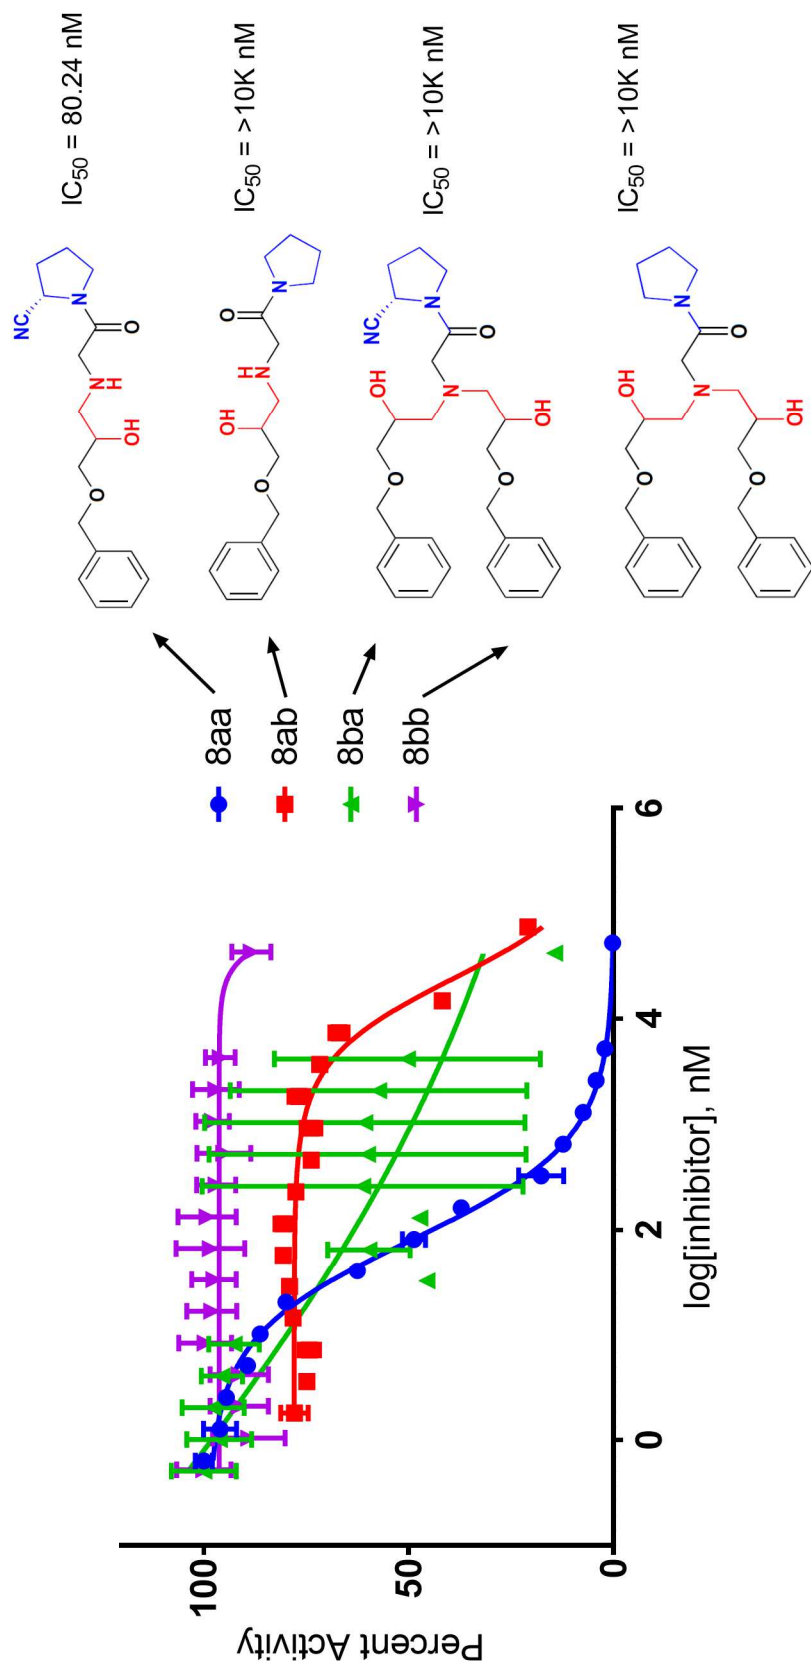 Percent Activity
100
50
0
0
2
4
6
log[inhibitor], nM
8aa
8ab
8ba
8bb
O
OH
N
H
O
N
NC
IC50 = 80.24 nM
O
OH
H
N
O
N
IC50 = >10K nM
O
OH
N
O
N
NC
O
OH
IC50 = >10K nM
O
OH
N
O
N
O
OH
IC50 = >10K nM